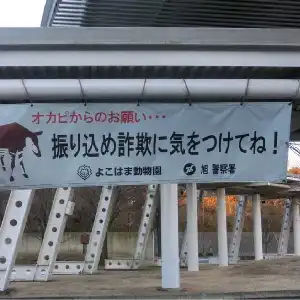 オカピからのお願い・・・
振り込め詐欺に気をつけてね!
よこはま動物園 旭 警察署